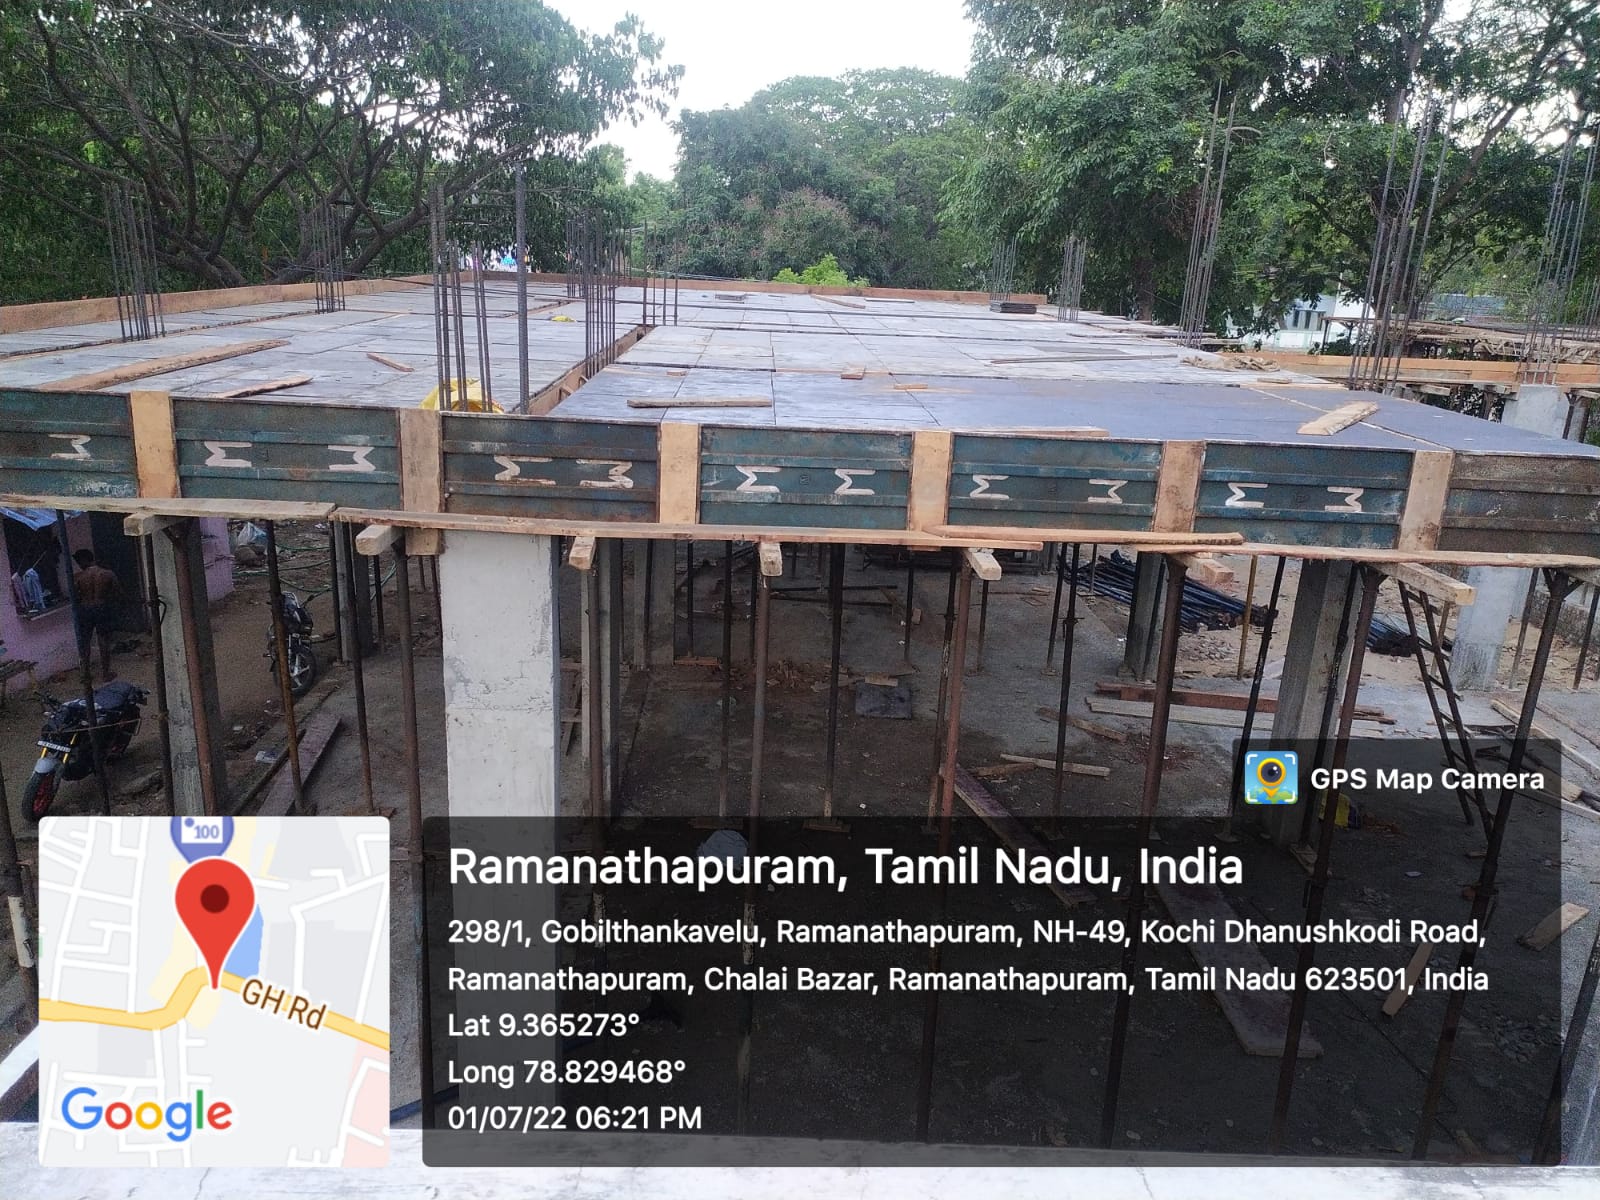 GPS Map Camera
100
GH Rd
Google
Ramanathapuram, Tamil Nadu, India
298/1, Gobilthankavelu, Ramanathapuram, NH-49, Kochi Dhanushkodi Road,
Ramanathapuram, Chalai Bazar, Ramanathapuram, Tamil Nadu 623501, India
Lat 9.365273°
Long 78.829468°
01/07/22 06:21 PM